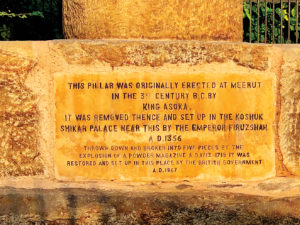 THIS PILLAR WAS ORIGINALLY ERECTED AT MEERUT
IN THE 3RD CENTURY B.C. BY
KING ASOKA.
IT WAS REMOVED THENCE AND SET UP IN THE KOSHUK
SHIKAR PALACE NEAR THIS BY THE EMPEROR FIRUZSHAH
A.D. 1356
THROWN DOWN AND BROKEN INTO FIVE PIECES BY THE
EXPLOSION OF A POWDER MAGAZINE A.D. 1713-1719 IT WAS
RESTORED AND SET UP IN THIS PLACE BY THE BRITISH GOVERNMENT
A.D. 1867